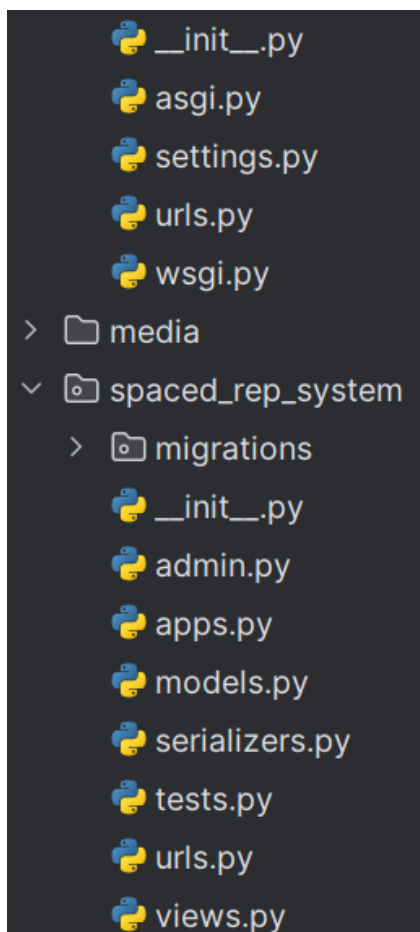 __init__.py
asgi.py
settings.py
urls.py
wsgi.py
media
spaced_rep_system
migrations
__init__.py
admin.py
apps.py
models.py
serializers.py
tests.py
urls.py
views.py